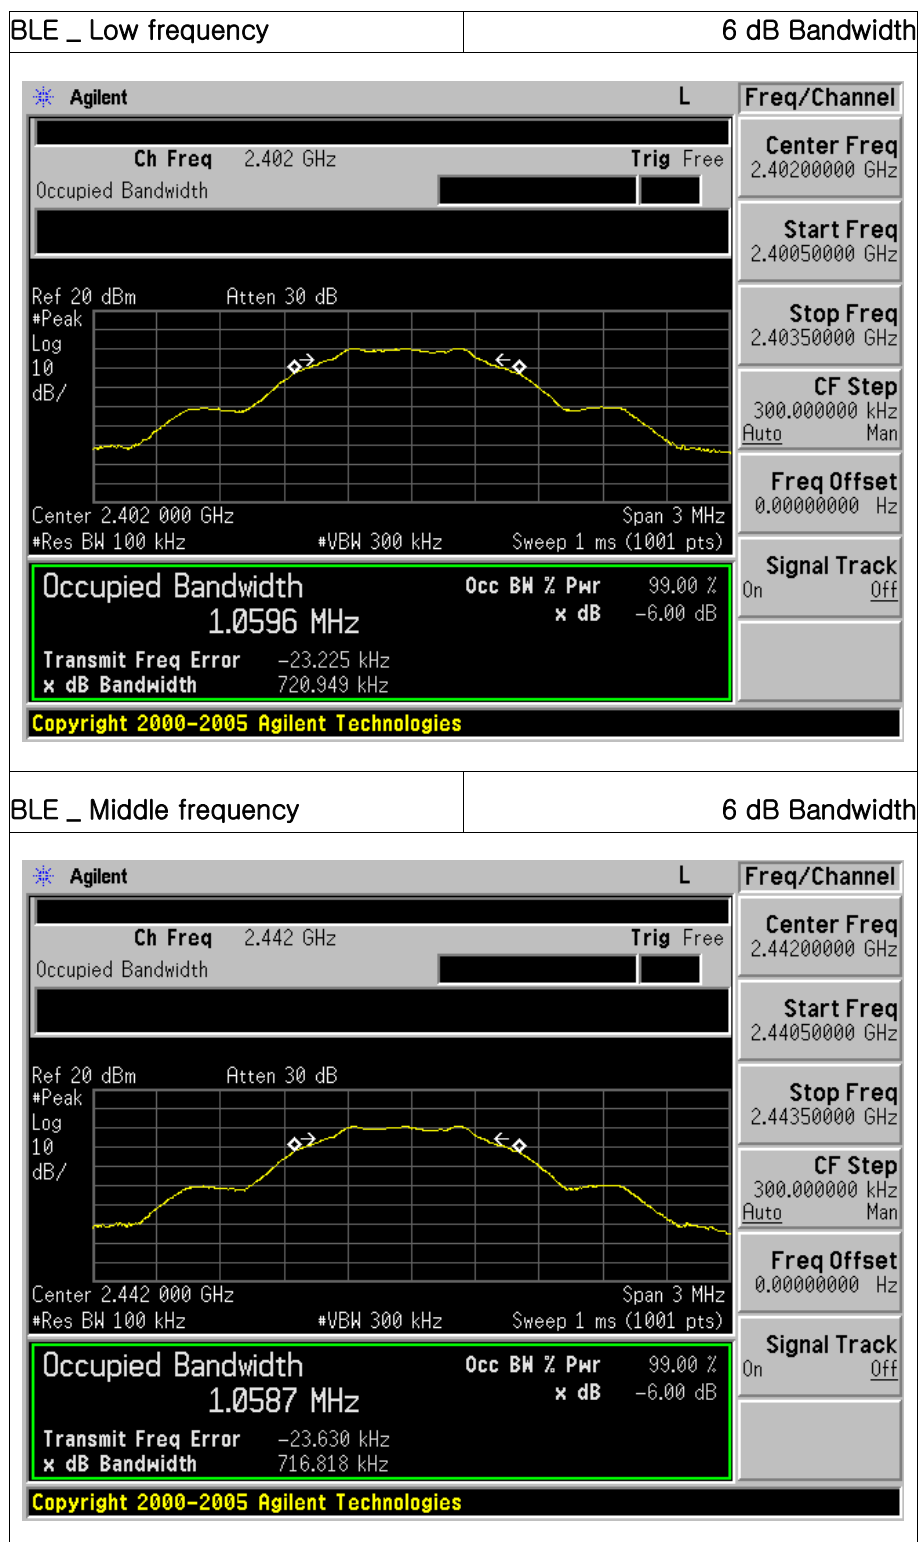 BLE _ Low frequency 6 dB Bandwidth
Agilent L Freq/Channel
Ch Freq 2.402 GHz Trig Free
Occupied Bandwidth
Center Freq
2.40200000 GHz
Start Freq
2.40050000 GHz
Stop Freq
2.40350000 GHz
CF Step
300.000000 kHz
Auto Man
Freq Offset
0.00000000 Hz
Signal Track
On Off
Ref 20 dBm Atten 30 dB
#Peak
Log
10
dB/
Center 2.402 000 GHz Span 3 MHz
#Res BW 100 kHz #VBW 300 kHz Sweep 1 ms (1001 pts)
Occupied Bandwidth Occ BW % Pwr 99.00 %
1.0596 MHz x dB -6.00 dB
Transmit Freq Error -23.225 kHz
x dB Bandwidth 720.949 kHz
Copyright 2000-2005 Agilent Technologies
BLE _ Middle frequency 6 dB Bandwidth
Agilent L Freq/Channel
Ch Freq 2.442 GHz Trig Free
Occupied Bandwidth
Center Freq
2.44200000 GHz
Start Freq
2.44050000 GHz
Stop Freq
2.44350000 GHz
CF Step
300.000000 kHz
Auto Man
Freq Offset
0.00000000 Hz
Signal Track
On Off
Ref 20 dBm Atten 30 dB
#Peak
Log
10
dB/
Center 2.442 000 GHz Span 3 MHz
#Res BW 100 kHz #VBW 300 kHz Sweep 1 ms (1001 pts)
Occupied Bandwidth Occ BW % Pwr 99.00 %
1.0587 MHz x dB -6.00 dB
Transmit Freq Error -23.630 kHz
x dB Bandwidth 716.818 kHz
Copyright 2000-2005 Agilent Technologies